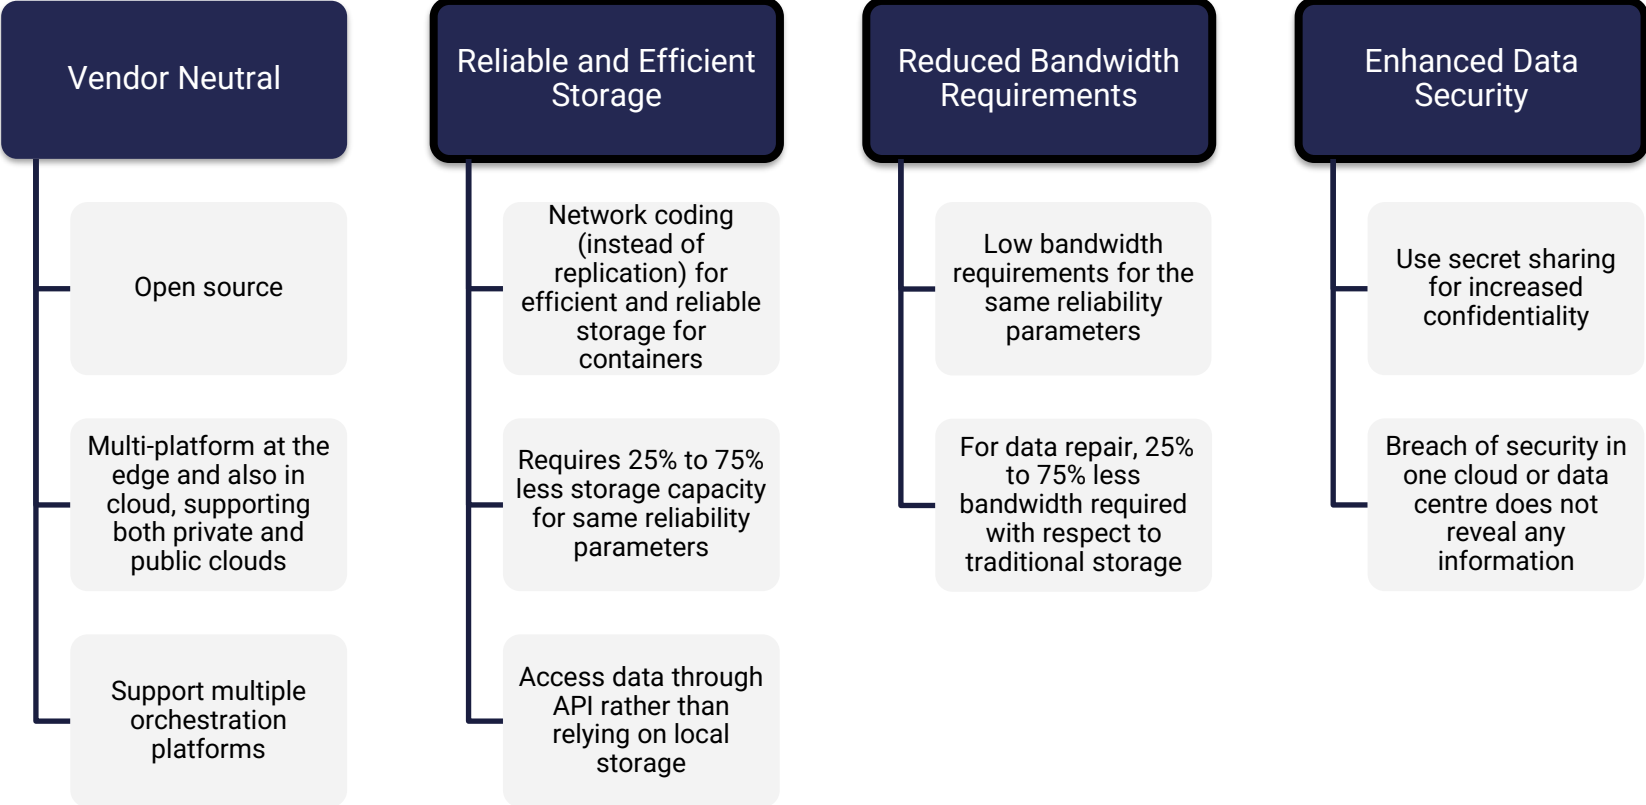 Vendor Neutral
Open source
Multi-platform at the
edge and also in
cloud, supporting
both private and
public clouds
Support multiple
orchestration
platforms
Reliable and Efficient
Storage
Network coding
(instead of
replication) for
efficient and reliable
storage for
containers
Requires 25% to 75%
less storage capacity
for same reliability
parameters
Access data through
API rather than
relying on local
storage
Reduced Bandwidth
Requirements
Low bandwidth
requirements for the
same reliability
parameters
For data repair, 25%
to 75% less
bandwidth required
with respect to
traditional storage
Enhanced Data
Security
Use secret sharing
for increased
confidentiality
Breach of security in
one cloud or data
centre does not
reveal any
information